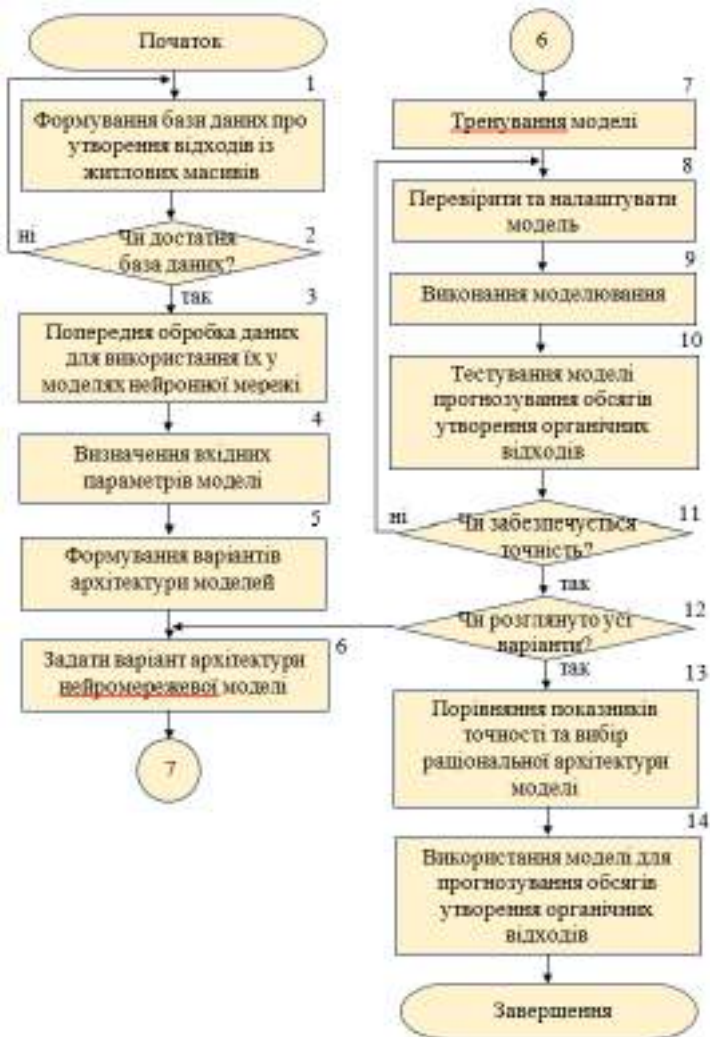 Початок
1
Формування бази даних про
утворення відходів із
житлових масивів
ні
Чи достатня
база даних?
2
так
3
Попередня обробка даних
для використання їх у
моделях нейронної мережі
4
Визначення вхідних
параметрів моделі
5
Формування варіантів
архітектури моделей
6
Задати варіант архітектури
нейромережевої моделі
7
6
7
Тренування моделі
8
Перевірити та налаштувати
модель
9
Виконання моделювання
10
Тестування моделі
прогнозування обсягів
утворення органічних
відходів
ні
Чи забезпечується
точність?
11
так
12
Чи розглянуто усі
варіанти?
так
13
Порівняння показників
точності та вибір
раціональної архітектури
моделі
14
Використання моделі для
прогнозування обсягів
утворення органічних
відходів
Завершення